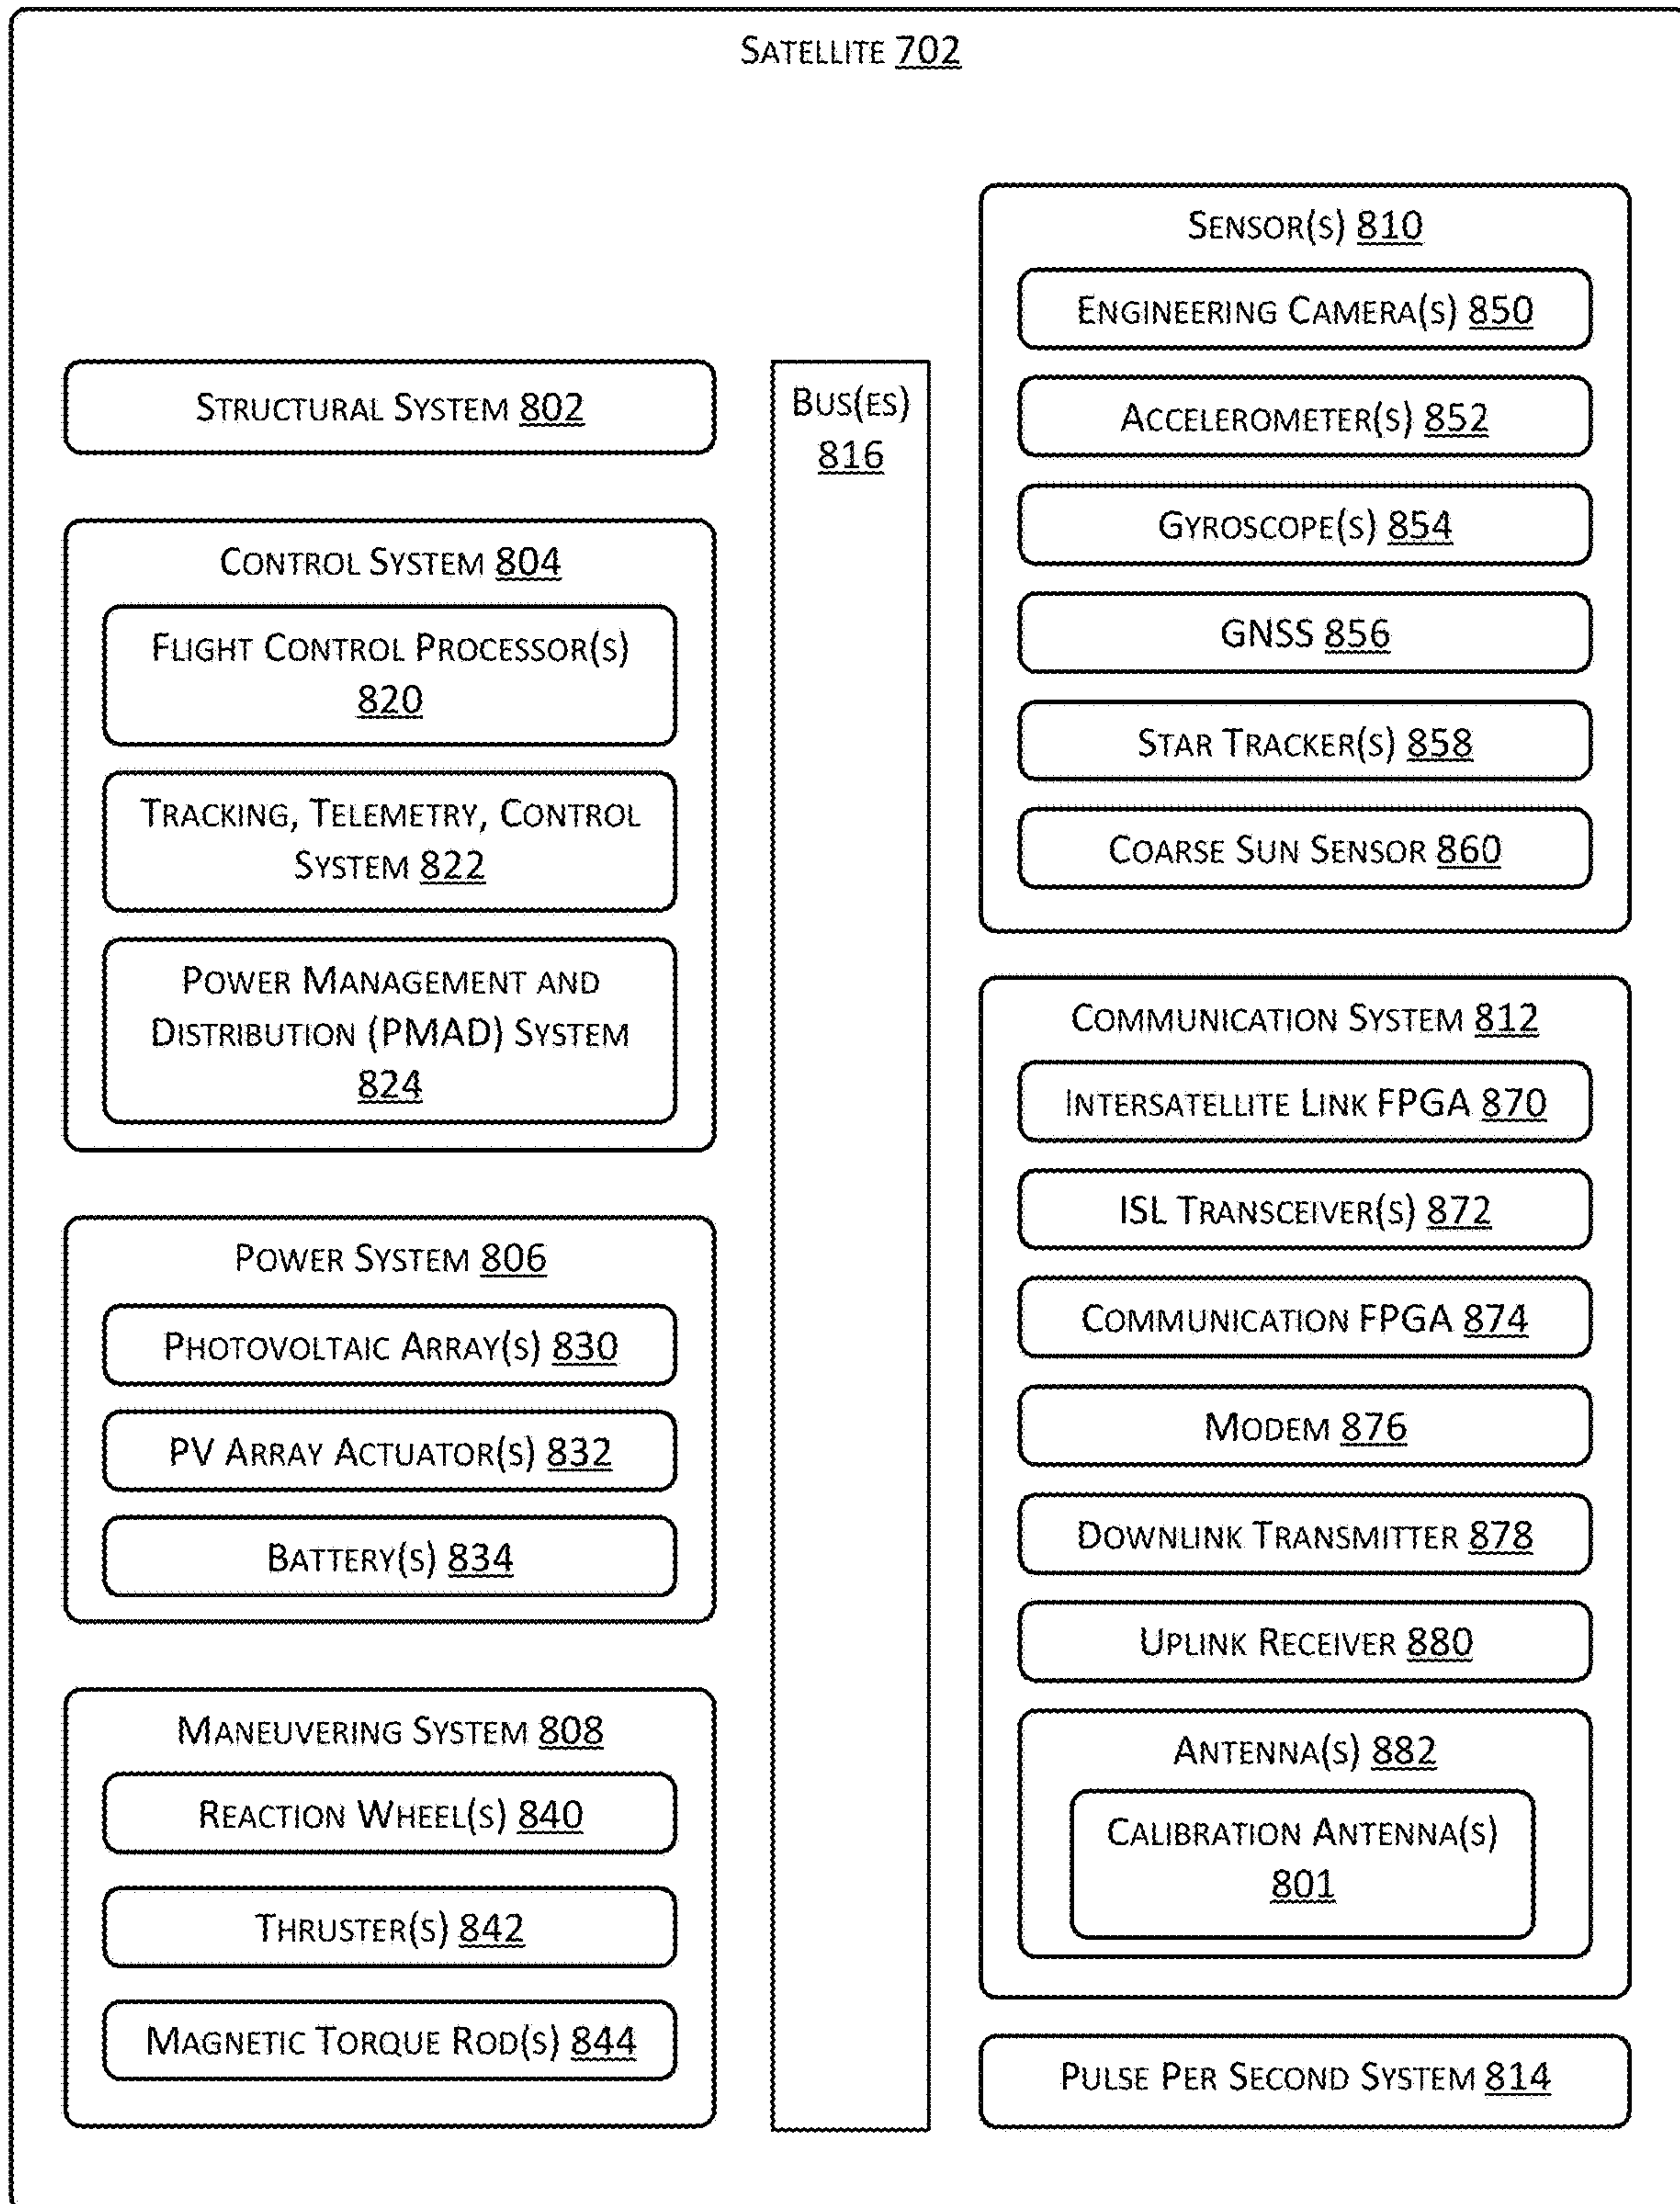 SATELLITE 702
STRUCTURAL SYSTEM 802
CONTROL SYSTEM 804
FLIGHT CONTROL PROCESSOR(S)
820
TRACKING, TELEMETRY, CONTROL
SYSTEM 822
POWER MANAGEMENT AND
DISTRIBUTION (PMAD) SYSTEM
824
POWER SYSTEM 806
PHOTOVOLTAIC ARRAY(S) 830
PV ARRAY ACTUATOR(S) 832
BATTERY(S) 834
MANEUVERING SYSTEM 808
REACTION WHEEL(S) 840
THRUSTER(S) 842
MAGNETIC TORQUE ROD(S) 844
BUS(ES)
816
SENSOR(S) 810
ENGINEERING CAMERA(S) 850
ACCELEROMETER(S) 852
GYROSCOPE(S) 854
GNSS 856
STAR TRACKER(S) 858
COARSE SUN SENSOR 860
COMMUNICATION SYSTEM 812
INTERSATELLITE LINK FPGA 870
ISL TRANSCEIVER(S) 872
COMMUNICATION FPGA 874
MODEM 876
DOWNLINK TRANSMITTER 878
UPLINK RECEIVER 880
ANTENNA(S) 882
CALIBRATION ANTENNA(S)
801
PULSE PER SECOND SYSTEM 814